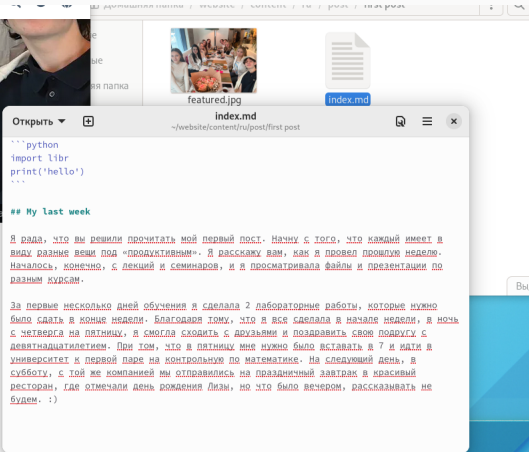 домашняя папка / website / content / ru / post / first post
ые
яя папка
featured.jpg
index.md
Открыть
index.md
~/website/content/ru/post/first post
```python
import libr
print('hello')
```
## My last week
Я рада, что вы решили прочитать мой первый пост. Начну с того, что каждый имеет в
виду разные вещи под «продуктивным». Я расскажу вам, как я провел прошлую неделю.
Началось, конечно, с лекций и семинаров, и я просматривала файлы и презентации по
разным курсам.
За первые несколько дней обучения я сделала 2 лабораторные работы, которые нужно
было сдать в конце недели. Благодаря тому, что я все сделала в начале недели, в ночь
с четверга на пятницу, я смогла сходить с друзьями и поздравить свою подругу с
девятнадцатилетием. При том, что в пятницу мне нужно было вставать в 7 и идти в
университет к первой паре на контрольную по математике. На следующий день, в
субботу, с той же компанией мы отправились на праздничный завтрак в красивый
ресторан, где отмечали день рождения Лизы, но что было вечером, рассказывать не
будем. :)
Вы